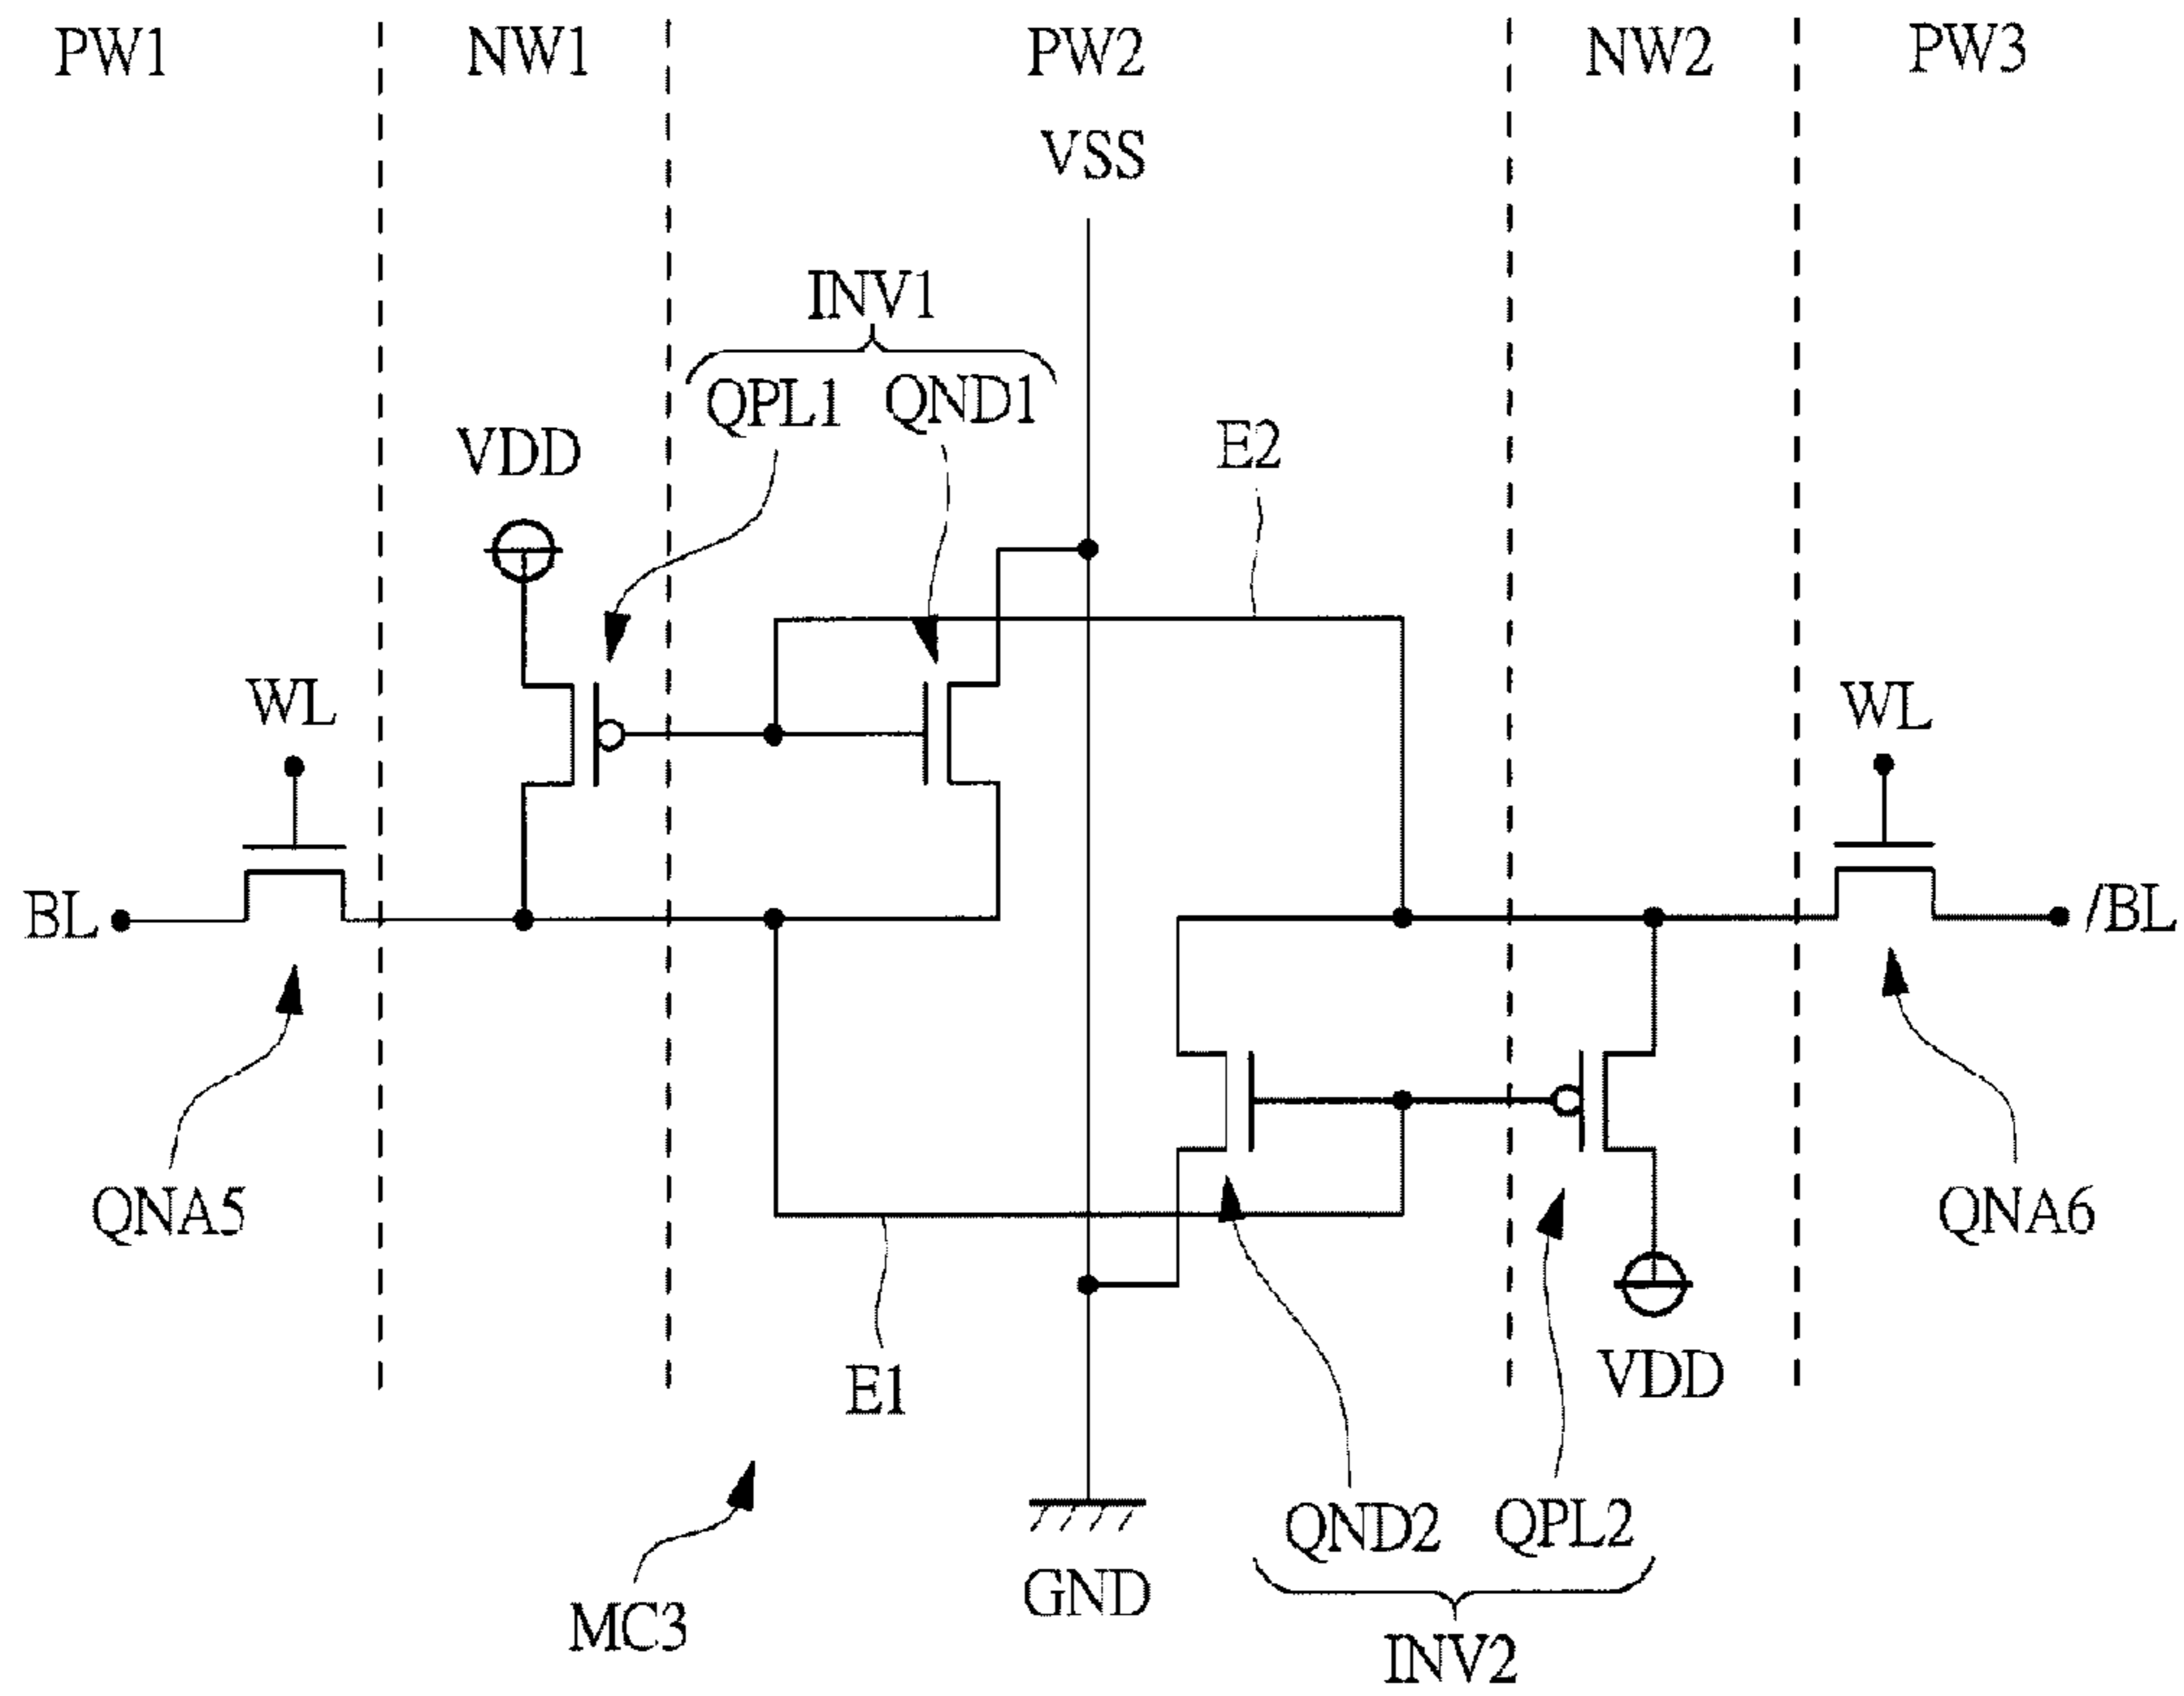 PW1 NW1 PW2 NW2 PW3
VSS
INV1
QPL1 QND1
VDD
E2
WL
WL
BL
/BL
QNA5
QNA6
E1
VDD
QND2 QPL2
GND
MC3
INV2